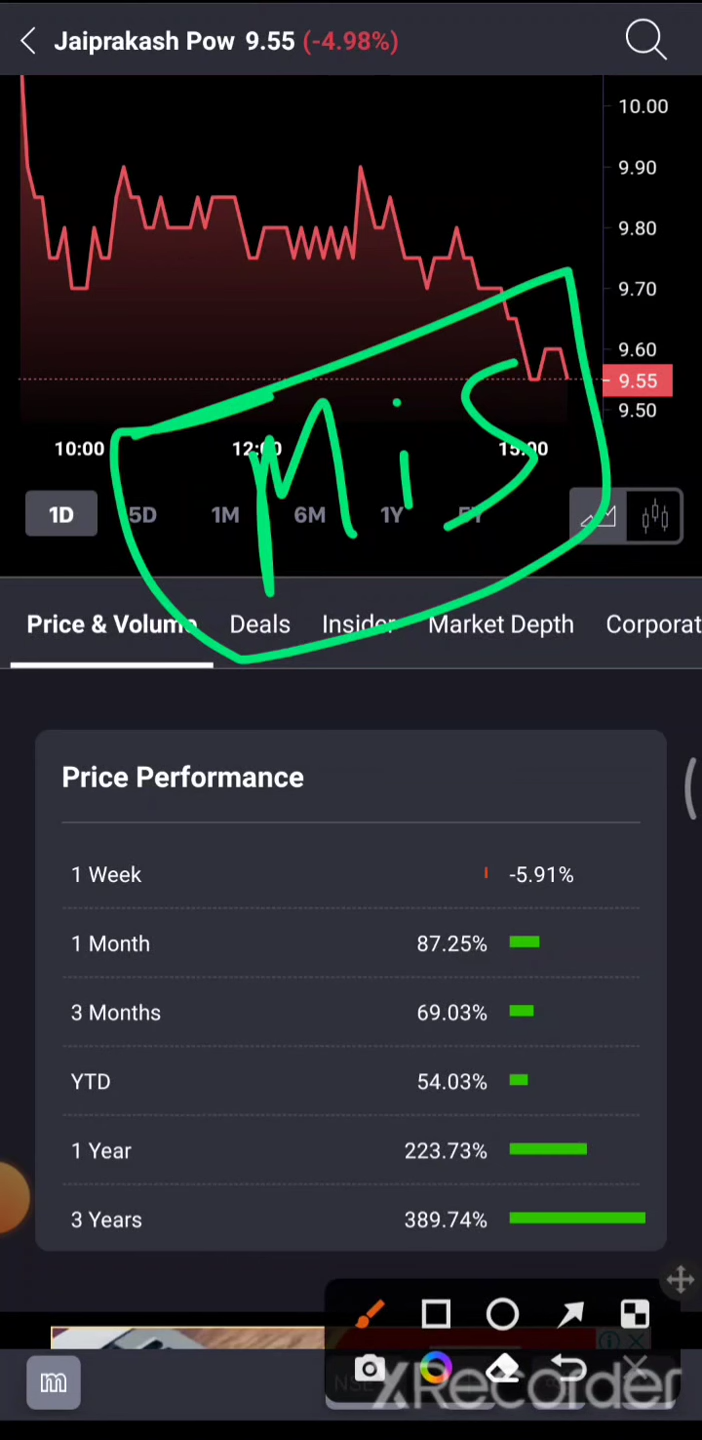 Jaiprakash Pow 9.55 (-4.98%)
10.00
9.90
9.80
9.70
9.60
9.55
9.50
10:00 12:00 15:00
MiS
1D 5D 1M 6M 1Y 5Y
Price & Volume Deals Insider Market Depth Corporat
Price Performance
1 Week -5.91%
1 Month 87.25%
3 Months 69.03%
YTD 54.03%
1 Year 223.73%
3 Years 389.74%
m
XRecorder